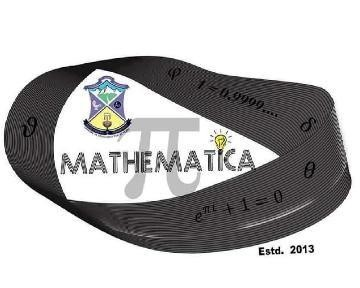 φ
1 = 0.9999....
ϑ
δ
π
MATHEMATICA
θ
e^{πi} + 1 = 0
Estd. 2013